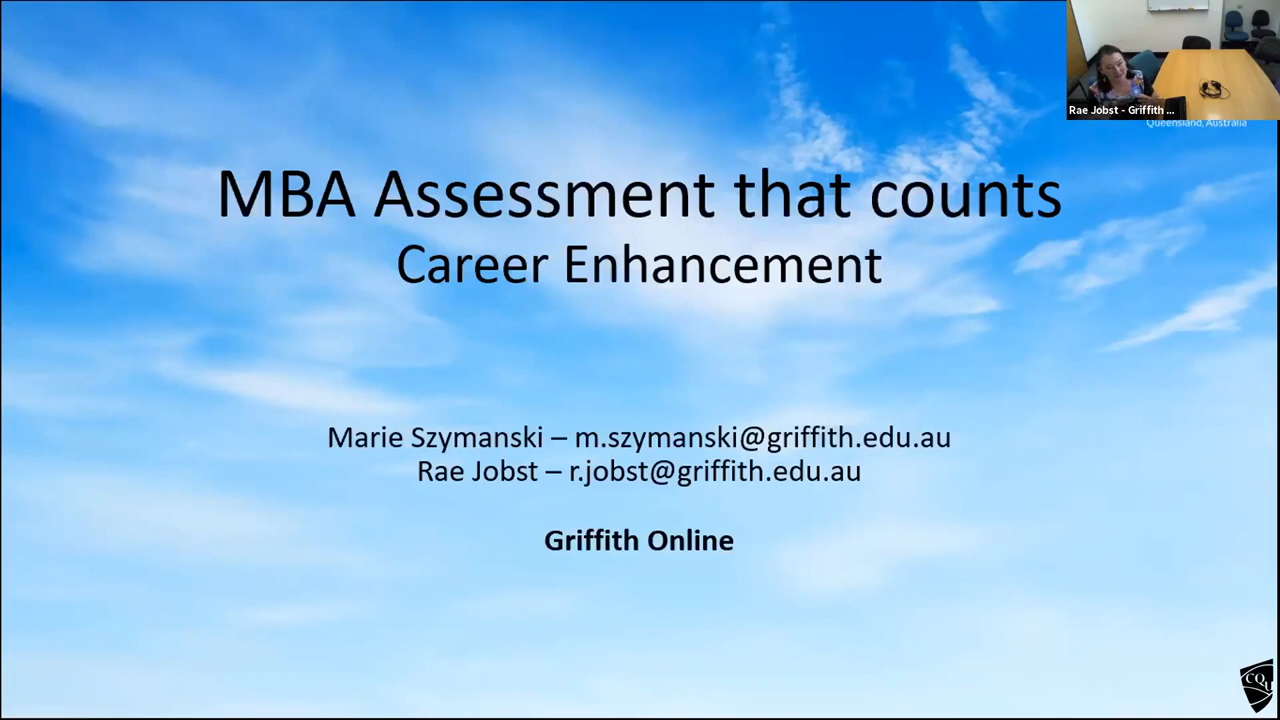 Rae Jobst - Griffith ...
Queensland, Australia
MBA Assessment that counts
Career Enhancement
Marie Szymanski – m.szymanski@griffith.edu.au
Rae Jobst – r.jobst@griffith.edu.au
Griffith Online
CQU